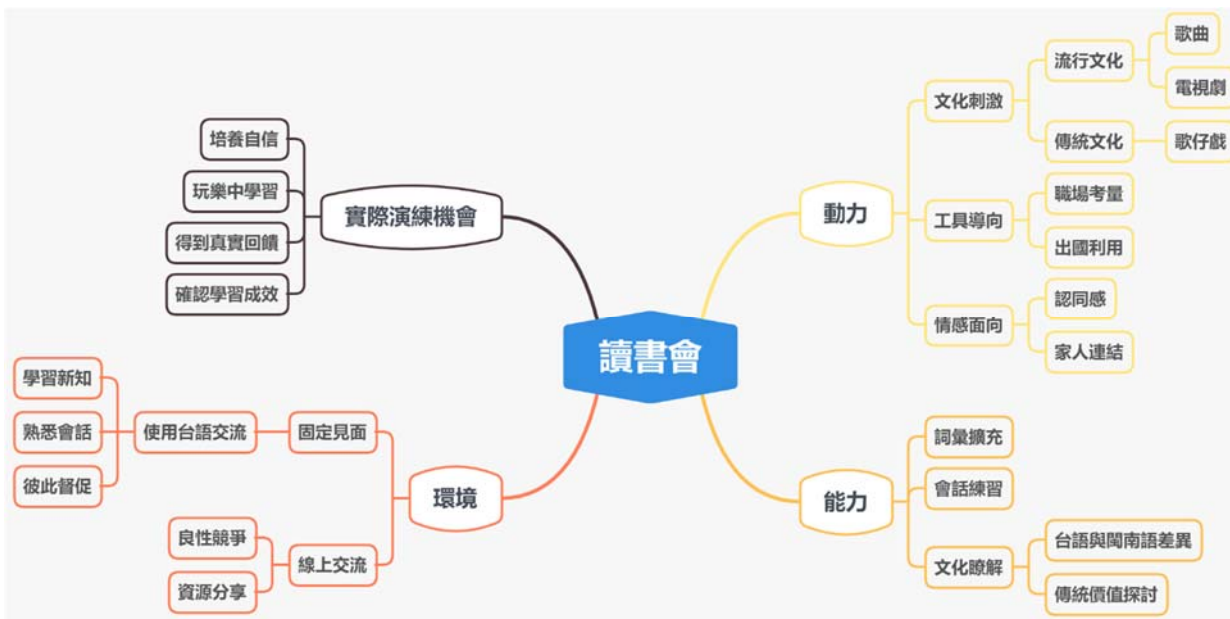 讀書會
動力
文化刺激
流行文化
歌曲
電視劇
傳統文化
歌仔戲
工具導向
職場考量
出國利用
情感面向
認同感
家人連結
能力
詞彙擴充
會話練習
文化瞭解
台語與閩南語差異
傳統價值探討
實際演練機會
培養自信
玩樂中學習
得到真實回饋
確認學習成效
環境
固定見面
使用台語交流
學習新知
熟悉會話
彼此督促
線上交流
良性競爭
資源分享